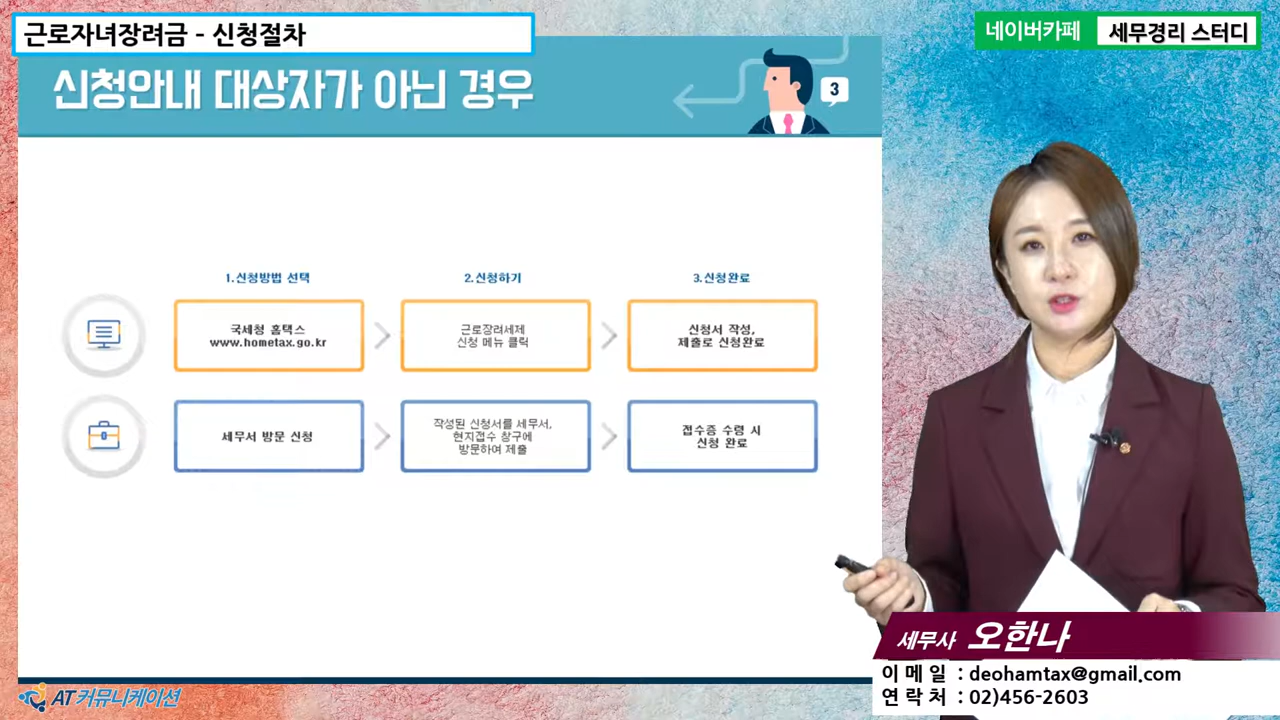 근로자녀장려금 - 신청절차
네이버카페 세무경리 스터디
신청안내 대상자가 아닌 경우
3
1.신청방법 선택
2.신청하기
3.신청완료
국세청 홈택스
www.hometax.go.kr
근로장려세제
신청 메뉴 클릭
신청서 작성,
제출로 신청완료
세무서 방문 신청
작성된 신청서를 세무서,
현지접수 창구에
방문하여 제출
접수증 수령 시
신청 완료
세무사 오한나
이 메 일 : deohamtax@gmail.com
연 락 처 : 02)456-2603
AT커뮤니케이션